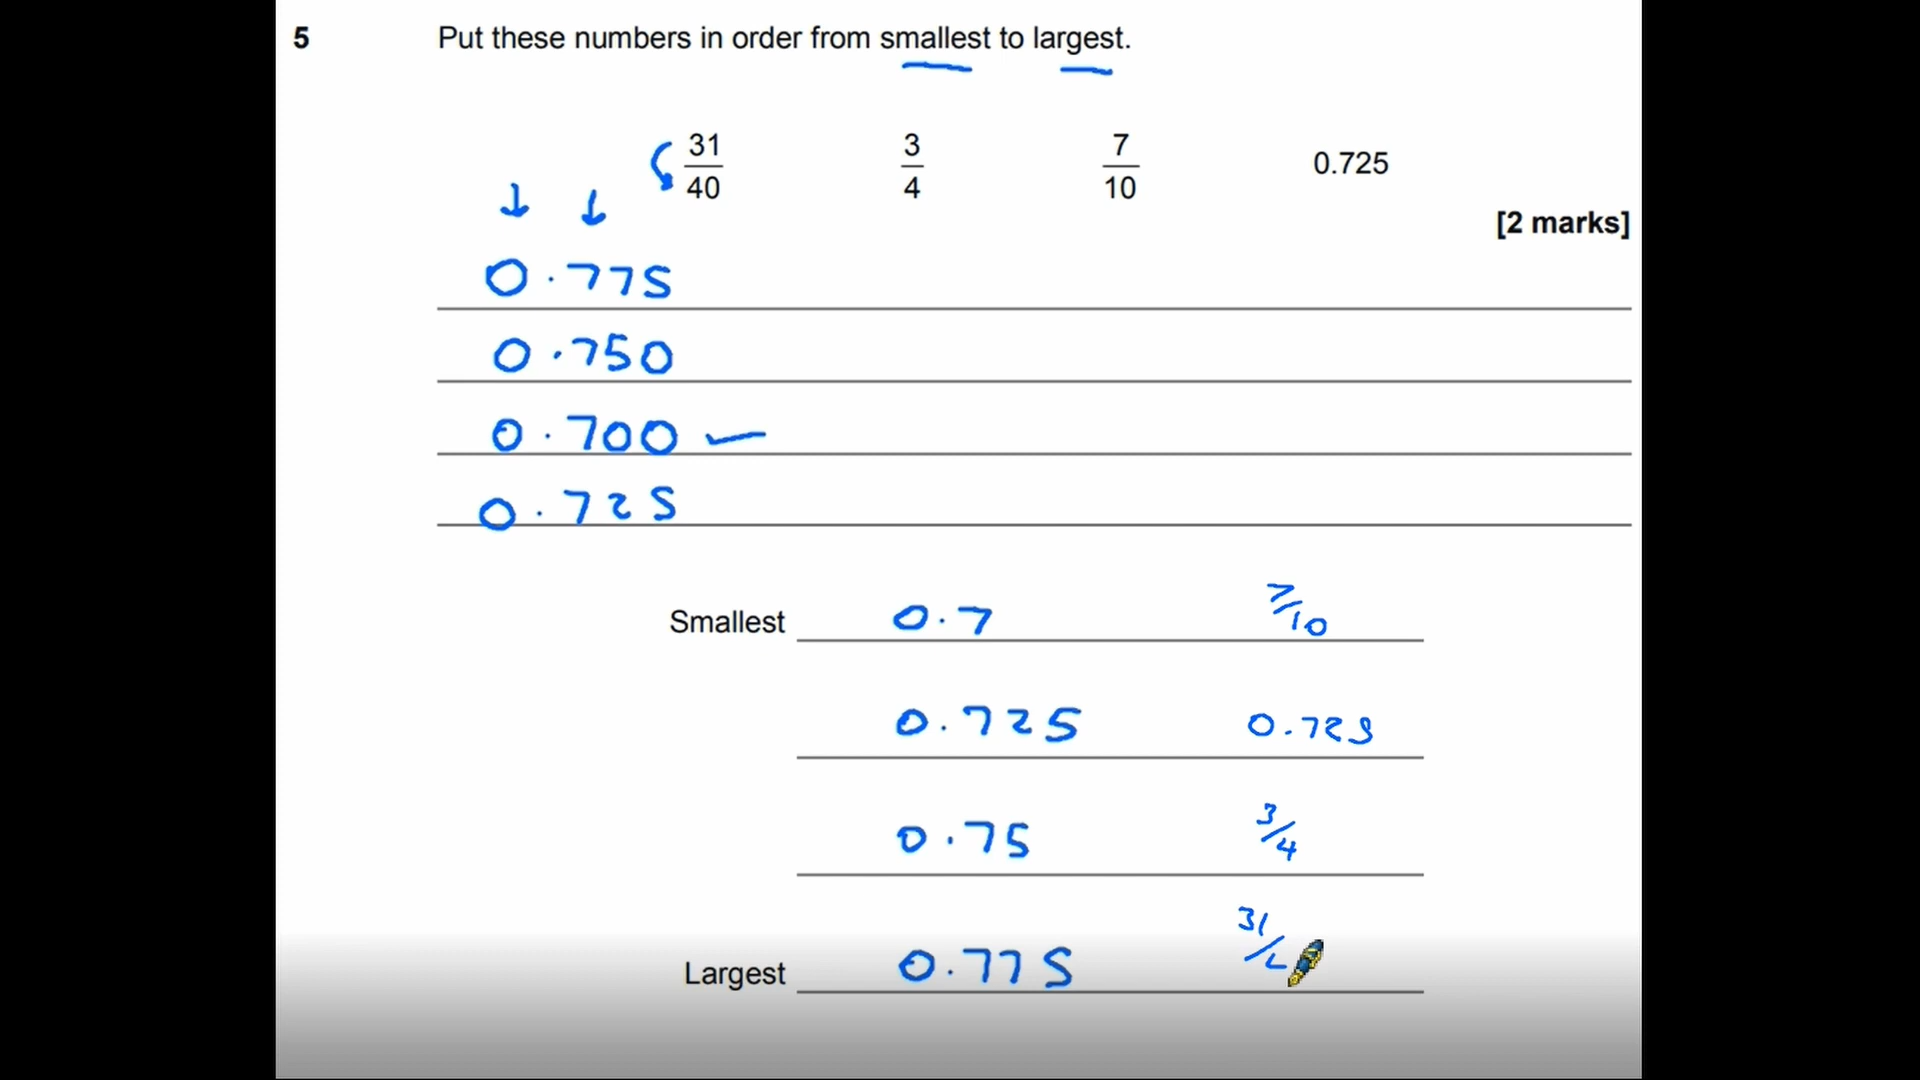 5 Put these numbers in order from smallest to largest.
31/40 3/4 7/10 0.725
[2 marks]
0.775
0.750
0.700
0.725
Smallest 0.7 7/10
0.725 0.725
0.75 3/4
Largest 0.775 31/